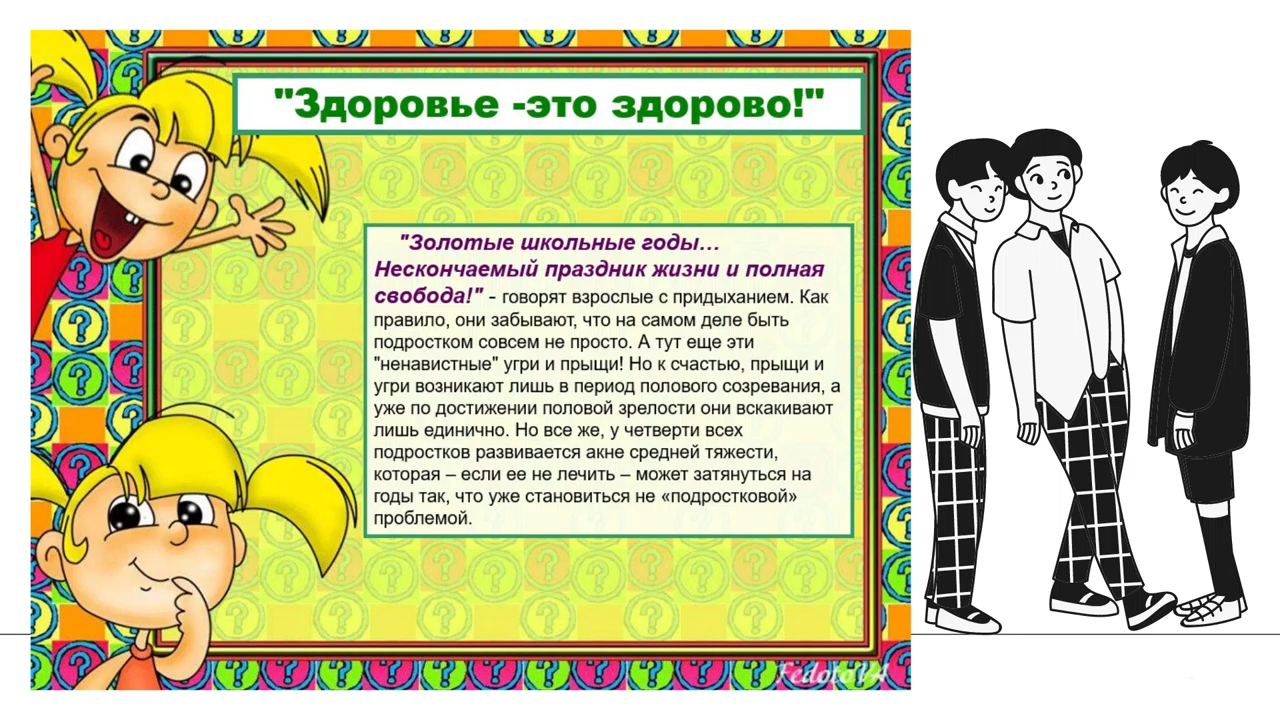 "Здоровье -это здорово!"
"Золотые школьные годы…
Нескончаемый праздник жизни и полная
свобода!" - говорят взрослые с придыханием. Как
правило, они забывают, что на самом деле быть
подростком совсем не просто. А тут еще эти
"ненавистные" угри и прыщи! Но к счастью, прыщи и
угри возникают лишь в период полового созревания, а
уже по достижении половой зрелости они вскакивают
лишь единично. Но все же, у четверти всех
подростков развивается акне средней тяжести,
которая – если ее не лечить – может затянуться на
годы так, что уже становиться не «подростковой»
проблемой.
FedotoVA